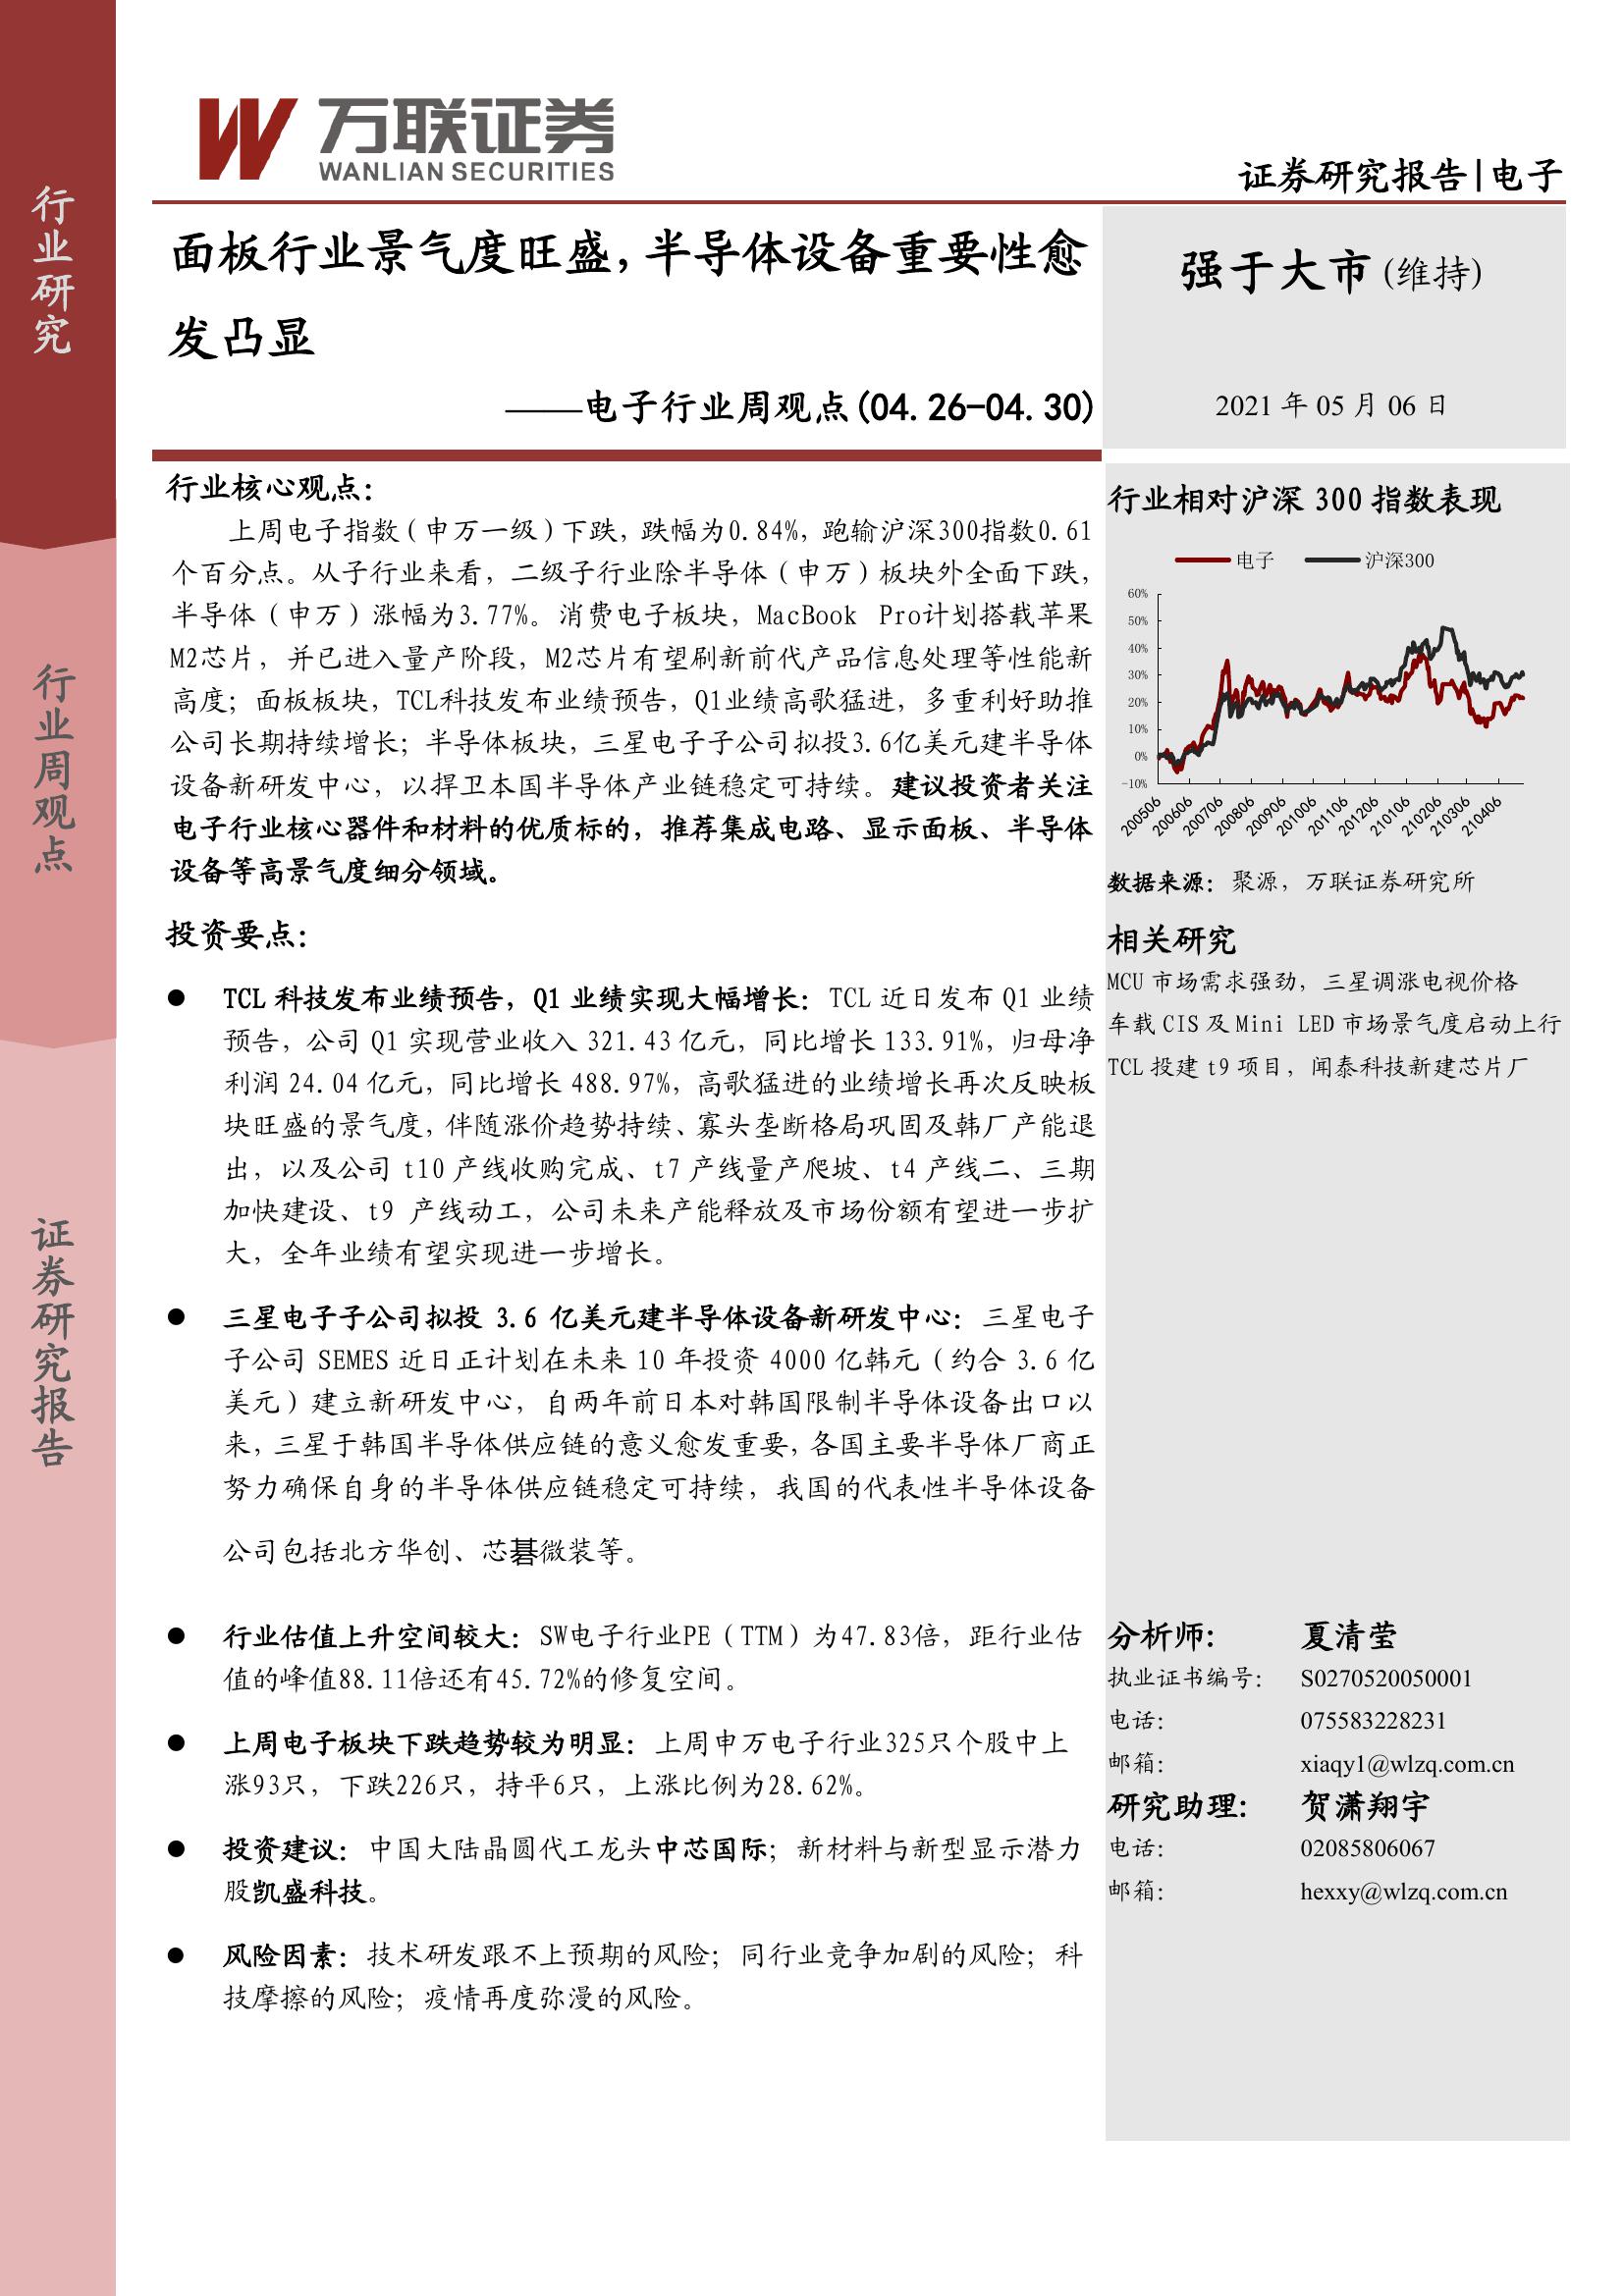 行业研究
行业周观点
证券研究报告
万联证券
WANLIAN SECURITIES
证券研究报告|电子
面板行业景气度旺盛，半导体设备重要性愈
发凸显
——电子行业周观点(04.26-04.30)
强于大市(维持)
2021 年 05 月 06 日
行业核心观点：
上周电子指数（申万一级）下跌，跌幅为0.84%，跑输沪深300指数0.61
个百分点。从子行业来看，二级子行业除半导体（申万）板块外全面下跌，
半导体（申万）涨幅为3.77%。消费电子板块，MacBook Pro计划搭载苹果
M2芯片，并已进入量产阶段，M2芯片有望刷新前代产品信息处理等性能新
高度；面板板块，TCL科技发布业绩预告，Q1业绩高歌猛进，多重利好助推
公司长期持续增长；半导体板块，三星电子子公司拟投3.6亿美元建半导体
设备新研发中心，以捍卫本国半导体产业链稳定可持续。建议投资者关注
电子行业核心器件和材料的优质标的，推荐集成电路、显示面板、半导体
设备等高景气度细分领域。
投资要点：
● TCL 科技发布业绩预告，Q1 业绩实现大幅增长：TCL 近日发布 Q1 业绩
预告，公司 Q1 实现营业收入 321.43 亿元，同比增长 133.91%，归母净
利润 24.04 亿元，同比增长 488.97%，高歌猛进的业绩增长再次反映板
块旺盛的景气度，伴随涨价趋势持续、寡头垄断格局巩固及韩厂产能退
出，以及公司 t10 产线收购完成、t7 产线量产爬坡、t4 产线二、三期
加快建设、t9 产线动工，公司未来产能释放及市场份额有望进一步扩
大，全年业绩有望实现进一步增长。
● 三星电子子公司拟投 3.6 亿美元建半导体设备新研发中心：三星电子
子公司 SEMES 近日正计划在未来 10 年投资 4000 亿韩元（约合 3.6 亿
美元）建立新研发中心，自两年前日本对韩国限制半导体设备出口以
来，三星于韩国半导体供应链的意义愈发重要，各国主要半导体厂商正
努力确保自身的半导体供应链稳定可持续，我国的代表性半导体设备
公司包括北方华创、芯碁微装等。
● 行业估值上升空间较大：SW电子行业PE（TTM）为47.83倍，距行业估
值的峰值88.11倍还有45.72%的修复空间。
● 上周电子板块下跌趋势较为明显：上周申万电子行业325只个股中上
涨93只，下跌226只，持平6只，上涨比例为28.62%。
● 投资建议：中国大陆晶圆代工龙头中芯国际；新材料与新型显示潜力
股凯盛科技。
● 风险因素：技术研发跟不上预期的风险；同行业竞争加剧的风险；科
技摩擦的风险；疫情再度弥漫的风险。
行业相对沪深 300 指数表现
电子 沪深300
60%
50%
40%
30%
20%
10%
0%
-10%
200506 200606 200706 200806 200906 201006 201106 201206 210106 210206 210306 210406
数据来源：聚源，万联证券研究所
相关研究
MCU 市场需求强劲，三星调涨电视价格
车载 CIS 及 Mini LED 市场景气度启动上行
TCL 投建 t9 项目，闻泰科技新建芯片厂
分析师： 夏清莹
执业证书编号： S0270520050001
电话： 075583228231
邮箱： xiaqy1@wlzq.com.cn
研究助理： 贺潇翔宇
电话： 02085806067
邮箱： hexxy@wlzq.com.cn